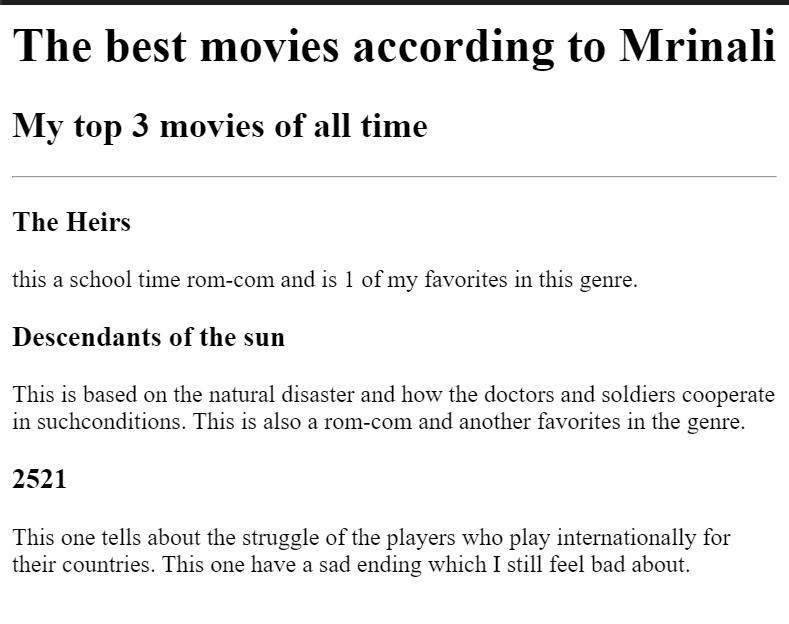 The best movies according to Mrinali
My top 3 movies of all time
The Heirs
this a school time rom-com and is 1 of my favorites in this genre.
Descendants of the sun
This is based on the natural disaster and how the doctors and soldiers cooperate
in suchconditions. This is also a rom-com and another favorites in the genre.
2521
This one tells about the struggle of the players who play internationally for
their countries. This one have a sad ending which I still feel bad about.